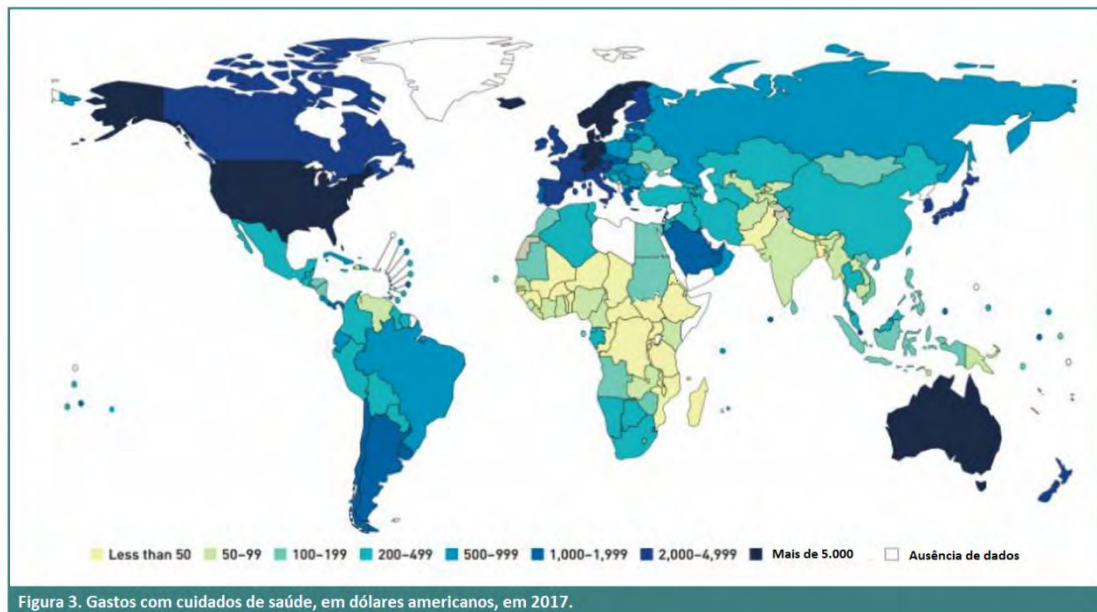 Less than 50 50–99 100–199 200–499 500–999 1,000–1,999 2,000–4,999 Mais de 5.000 Ausência de dados
Figura 3. Gastos com cuidados de saúde, em dólares americanos, em 2017.